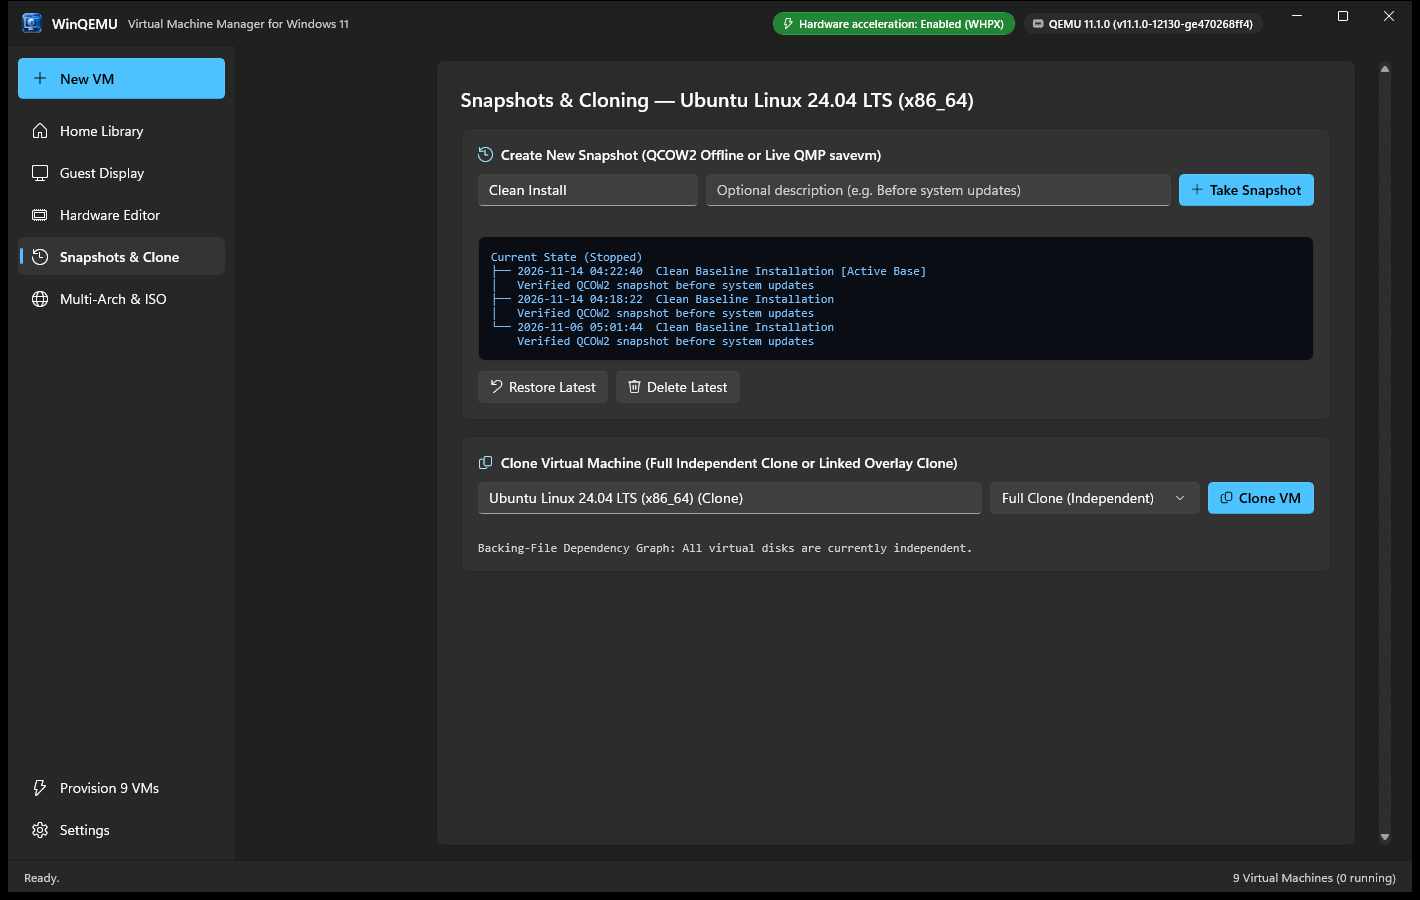 WinQEMU Virtual Machine Manager for Windows 11
Hardware acceleration: Enabled (WHPX)
QEMU 11.1.0 (v11.1.0-12130-ge470268ff4)
New VM
Home Library
Guest Display
Hardware Editor
Snapshots & Clone
Multi-Arch & ISO
Provision 9 VMs
Settings
Snapshots & Cloning — Ubuntu Linux 24.04 LTS (x86_64)
Create New Snapshot (QCOW2 Offline or Live QMP savevm)
Clean Install
Optional description (e.g. Before system updates)
Take Snapshot
Current State (Stopped)
├── 2026-11-14 04:22:40  Clean Baseline Installation [Active Base]
│   Verified QCOW2 snapshot before system updates
├── 2026-11-14 04:18:22  Clean Baseline Installation
│   Verified QCOW2 snapshot before system updates
└── 2026-11-06 05:01:44  Clean Baseline Installation
    Verified QCOW2 snapshot before system updates
Restore Latest
Delete Latest
Clone Virtual Machine (Full Independent Clone or Linked Overlay Clone)
Ubuntu Linux 24.04 LTS (x86_64) (Clone)
Full Clone (Independent)
Clone VM
Backing-File Dependency Graph: All virtual disks are currently independent.
Ready.
9 Virtual Machines (0 running)